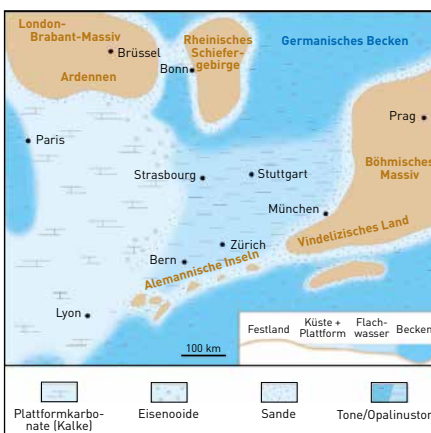 London-
Brabant-Massiv
Brüssel
Ardennen
Rheinisches
Schiefer-
gebirge
Bonn
Germanisches Becken
Paris
Prag
Strasbourg
Stuttgart
Böhmisches
Massiv
München
Vindelizisches Land
Zürich
Bern
Alemannische Inseln
Lyon
100 km
Festland
Küste +
Plattform
Flach-
wasser
Becken
Plattformkarbo-
nate (Kalke)
Eisenooide
Sande
Tone/Opalinuston